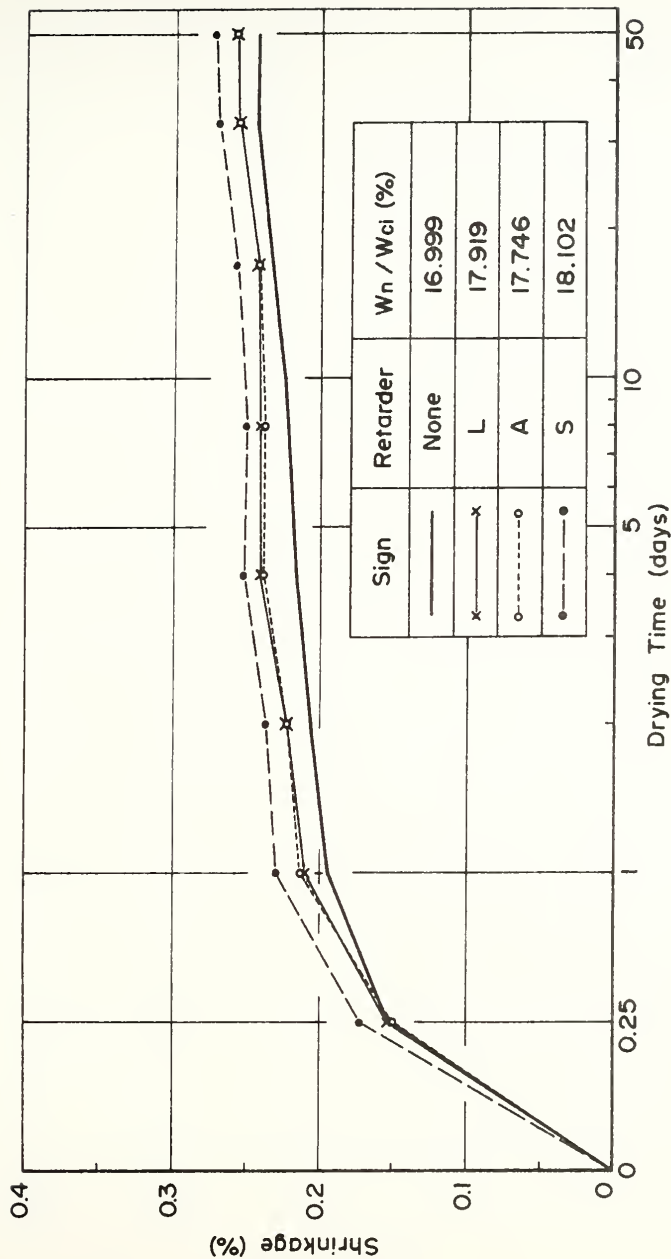 0.4
0.3
0.2
0.1
0
Shrinkage (%)
Sign Retarder Wn/Wci (%)
None 16.999
L 17.919
A 17.746
S 18.102
0 0.25 1 5 10 50
Drying Time (days)